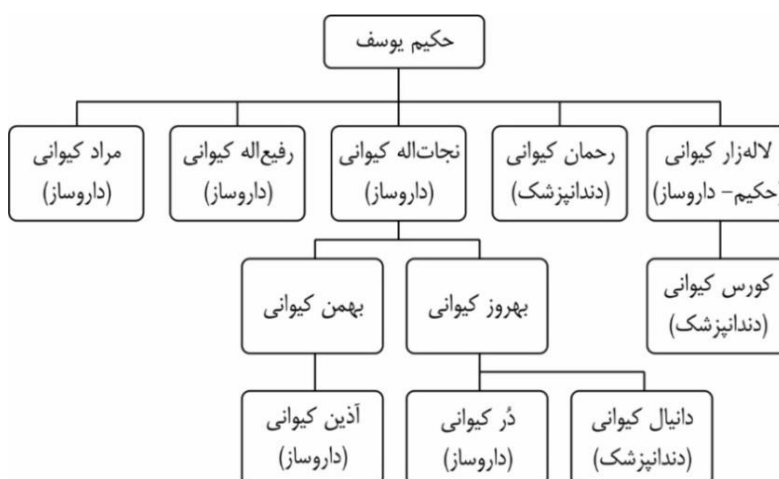 حکیم یوسف
لاله‌زار کیوانی
(حکیم- داروساز)
رحمان کیوانی
(دندانپزشک)
نجات‌اله کیوانی
(داروساز)
رفیع‌اله کیوانی
(داروساز)
مراد کیوانی
(داروساز)
کورس کیوانی
(دندانپزشک)
بهروز کیوانی
بهمن کیوانی
دانیال کیوانی
(دندانپزشک)
دُر کیوانی
(داروساز)
آذین کیوانی
(داروساز)